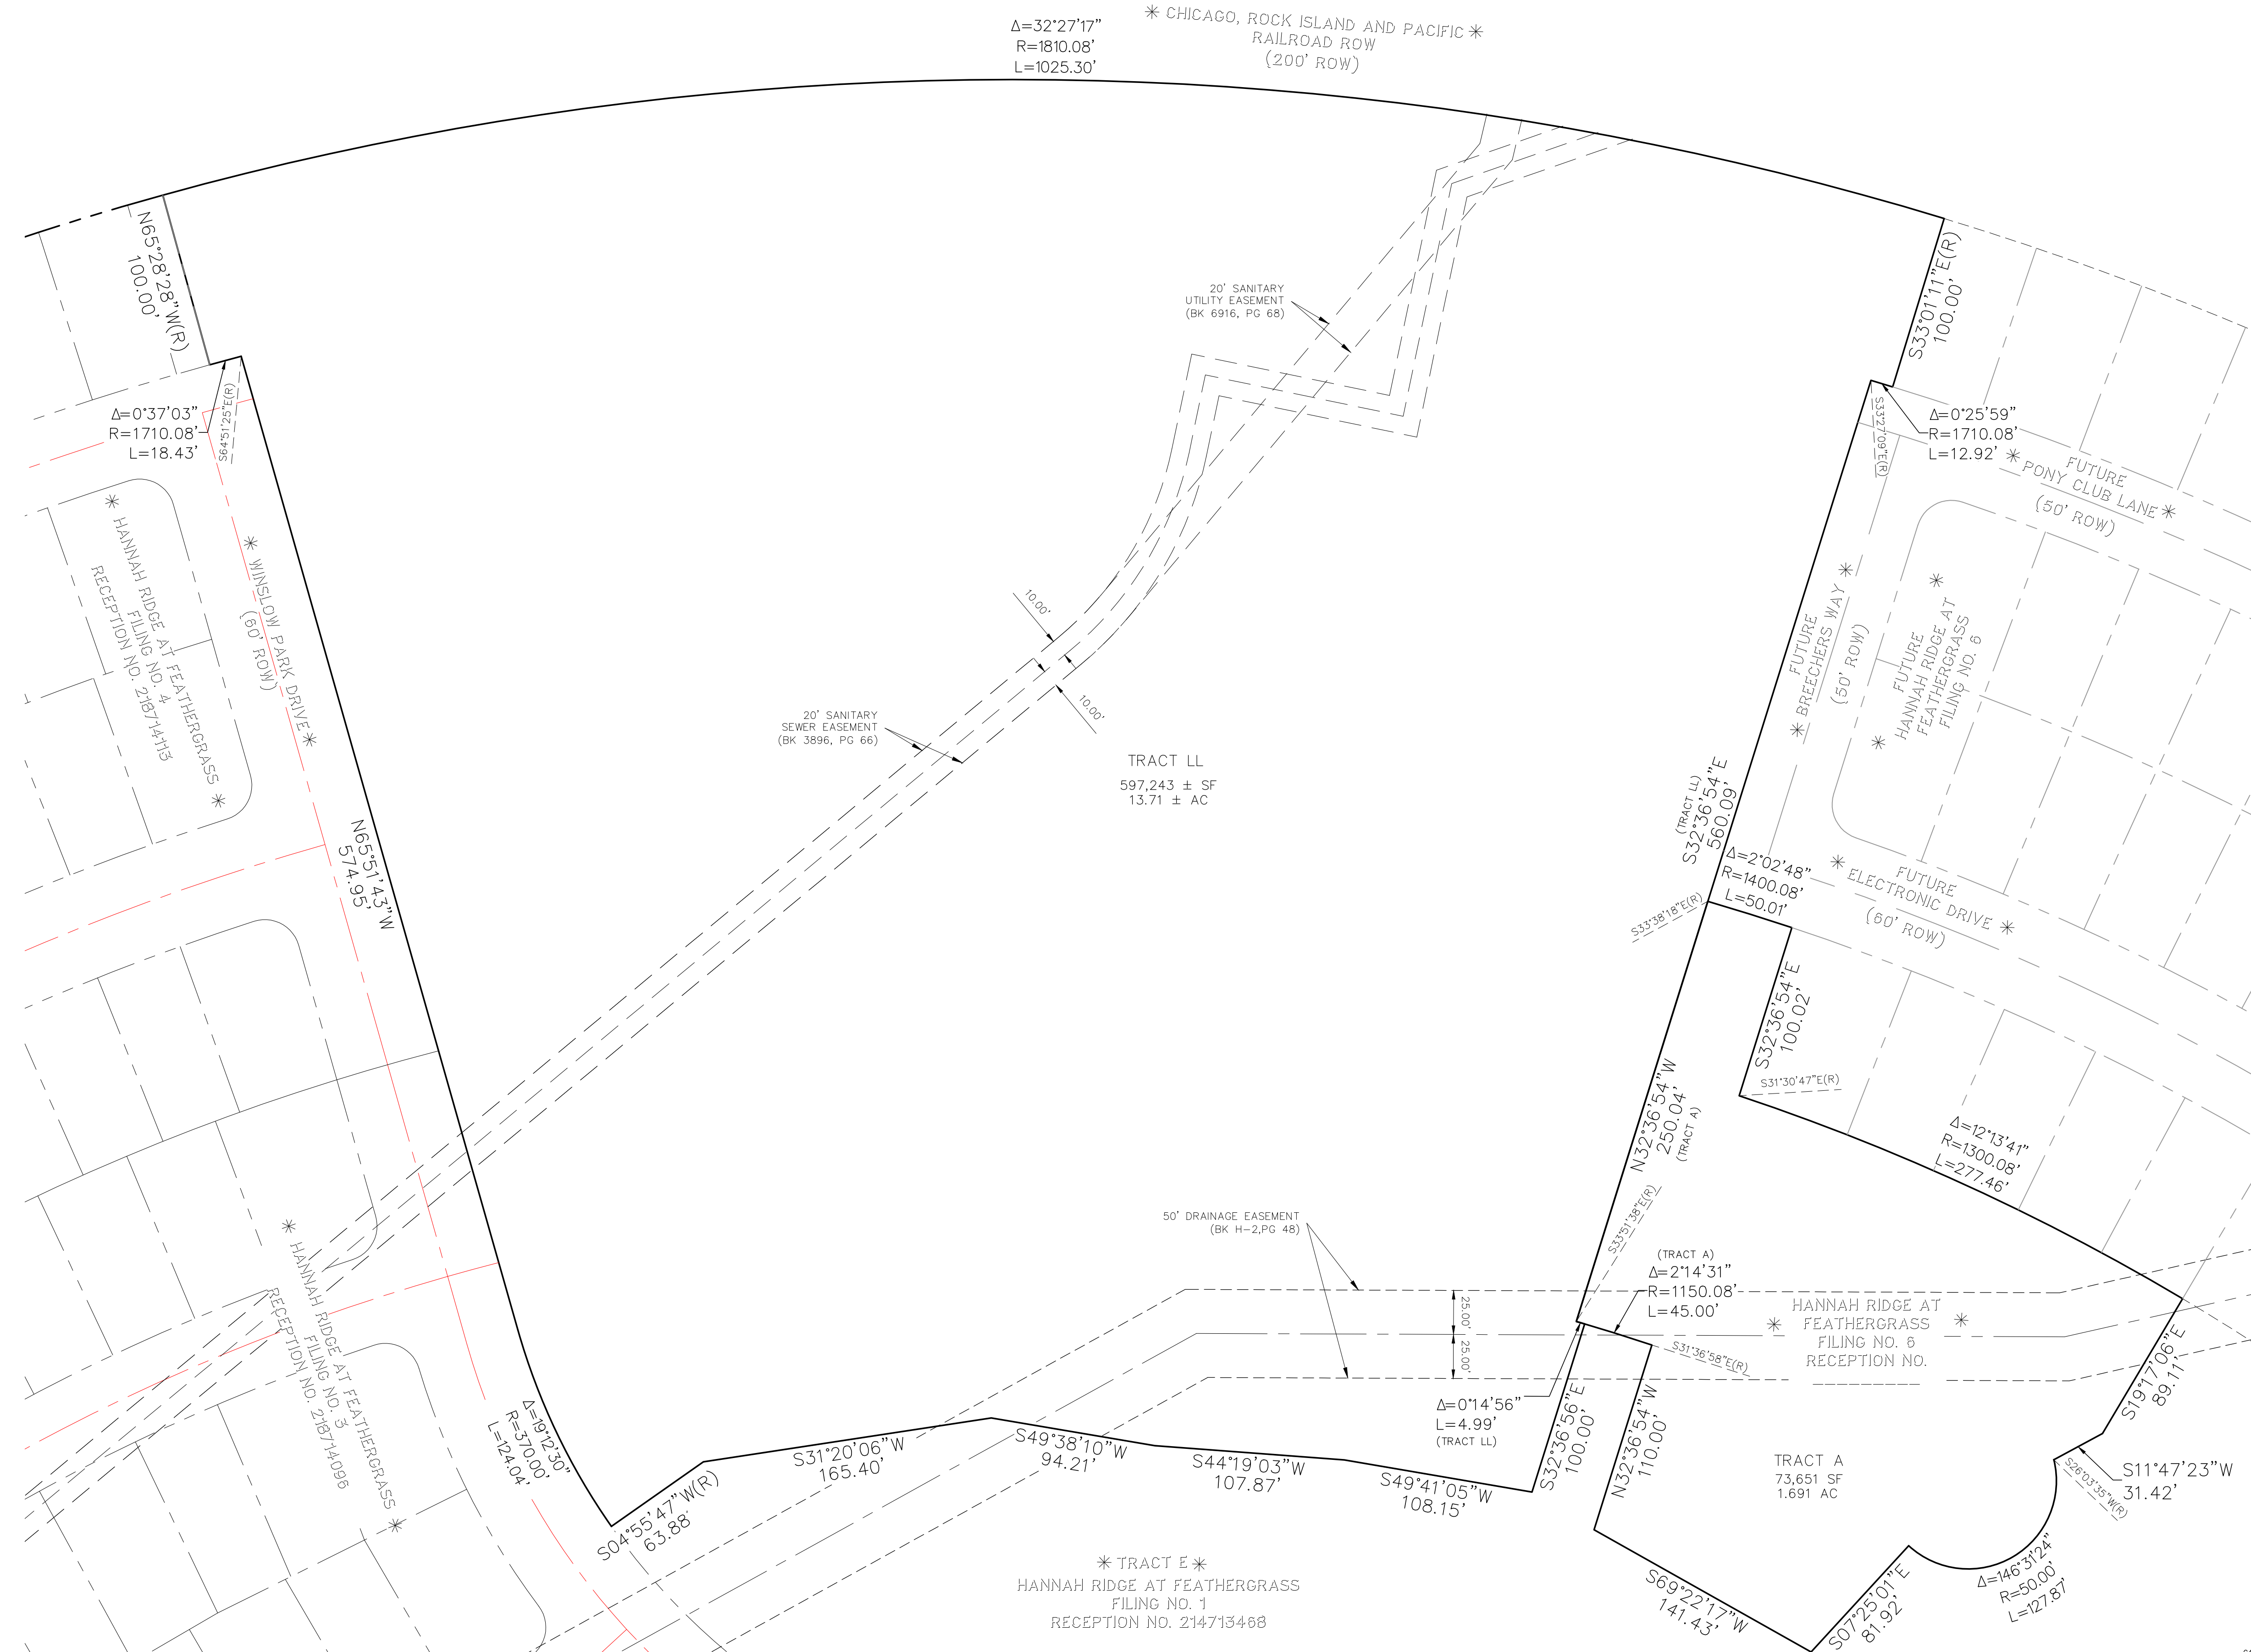 ✳ CHICAGO, ROCK ISLAND AND PACIFIC ✳
RAILROAD ROW
(200' ROW)
Δ=32°27'17"
R=1810.08'
L=1025.30'
N65°28'28"W(R)
100.00'
Δ=0°37'03"
R=1710.08'
L=18.43'
S64°51'25"E(R)
20' SANITARY
UTILITY EASEMENT
(BK 6916, PG 68)
S33°01'11"E(R)
100.00'
Δ=0°25'59"
R=1710.08'
L=12.92'
S33°27'09"E(R)
FUTURE
✳ PONY CLUB LANE ✳
(50' ROW)
✳ HANNAH RIDGE AT FEATHERGRASS ✳
FILING NO. 4
RECEPTION NO. 218714113
✳ WINSLOW PARK DRIVE ✳
(60' ROW)
FUTURE
✳ BREECHERS WAY ✳
(50' ROW)
✳ FUTURE ✳
HANNAH RIDGE AT
FEATHERGRASS
FILING NO. 6
10.00'
10.00'
20' SANITARY
SEWER EASEMENT
(BK 3896, PG 66)
TRACT LL
597,243 ± SF
13.71 ± AC
(TRACT LL)
S32°36'54"E
560.09'
N65°51'43"W
574.95'
Δ=2°02'48"
R=1400.08'
L=50.01'
FUTURE
✳ ELECTRONIC DRIVE ✳
(60' ROW)
S33°38'18"E(R)
S32°36'54"E
100.02'
S31°30'47"E(R)
N32°36'54"W
250.04'
(TRACT A)
Δ=12°13'41"
R=1300.08'
L=277.46'
S33°51'38"E(R)
50' DRAINAGE EASEMENT
(BK H-2,PG 48)
(TRACT A)
Δ=2°14'31"
R=1150.08'
L=45.00'
✳ HANNAH RIDGE AT FEATHERGRASS ✳
FILING NO. 3
RECEPTION NO. 218714096
25.00'
25.00'
HANNAH RIDGE AT
✳ FEATHERGRASS ✳
FILING NO. 6
RECEPTION NO.
_________
S31°36'58"E(R)
S19°17'06"E
89.11'
Δ=0°14'56"
L=4.99'
(TRACT LL)
S32°36'56"E
100.00'
N32°36'54"W
110.00'
Δ=19°12'30"
R=370.00'
L=124.04'
S04°55'47"W(R)
63.88'
S31°20'06"W
165.40'
S49°38'10"W
94.21'
S44°19'03"W
107.87'
S49°41'05"W
108.15'
TRACT A
73,651 SF
1.691 AC
S11°47'23"W
31.42'
S26°03'35"W(R)
Δ=146°31'24"
R=50.00'
L=127.87'
✳ TRACT E ✳
HANNAH RIDGE AT FEATHERGRASS
FILING NO. 1
RECEPTION NO. 214713468
S69°22'17"W
141.43'
S07°25'01"E
81.92'